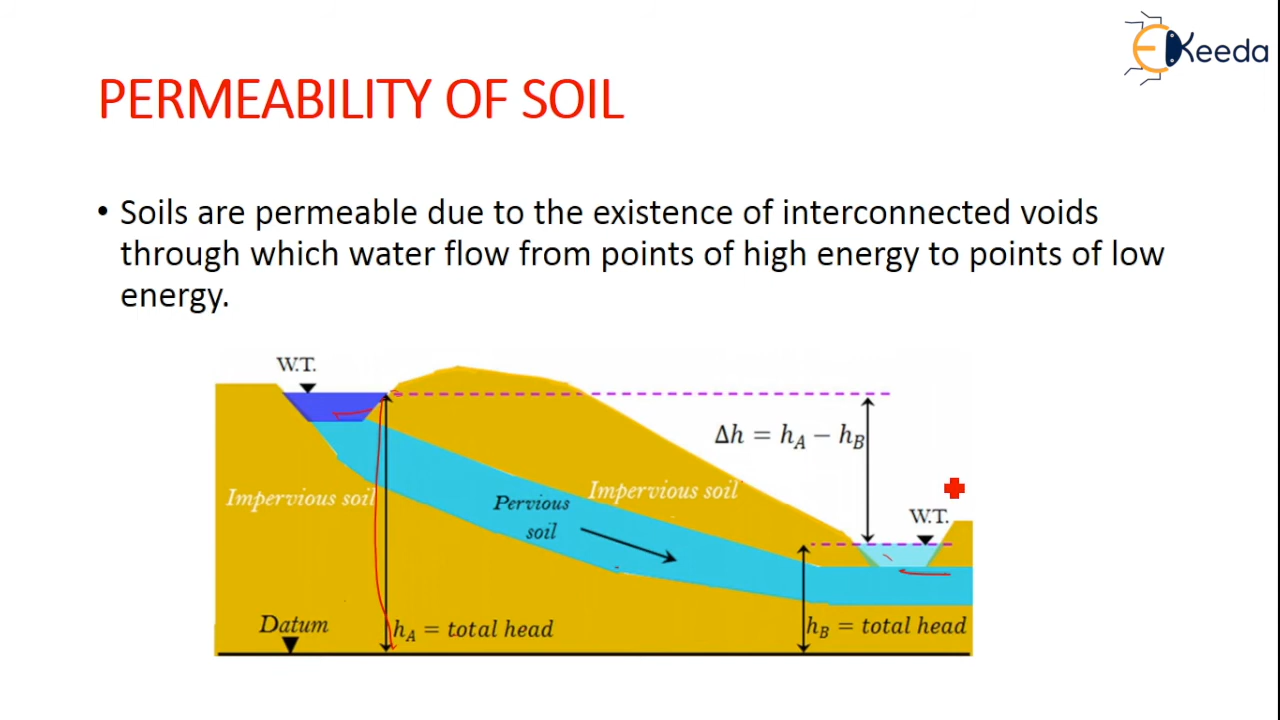 EKeeda
PERMEABILITY OF SOIL
• Soils are permeable due to the existence of interconnected voids
through which water flow from points of high energy to points of low
energy.
W.T.
Δh = hA − hB
Impervious soil
Impervious soil
Pervious
soil
W.T.
Datum
hA = total head
hB = total head